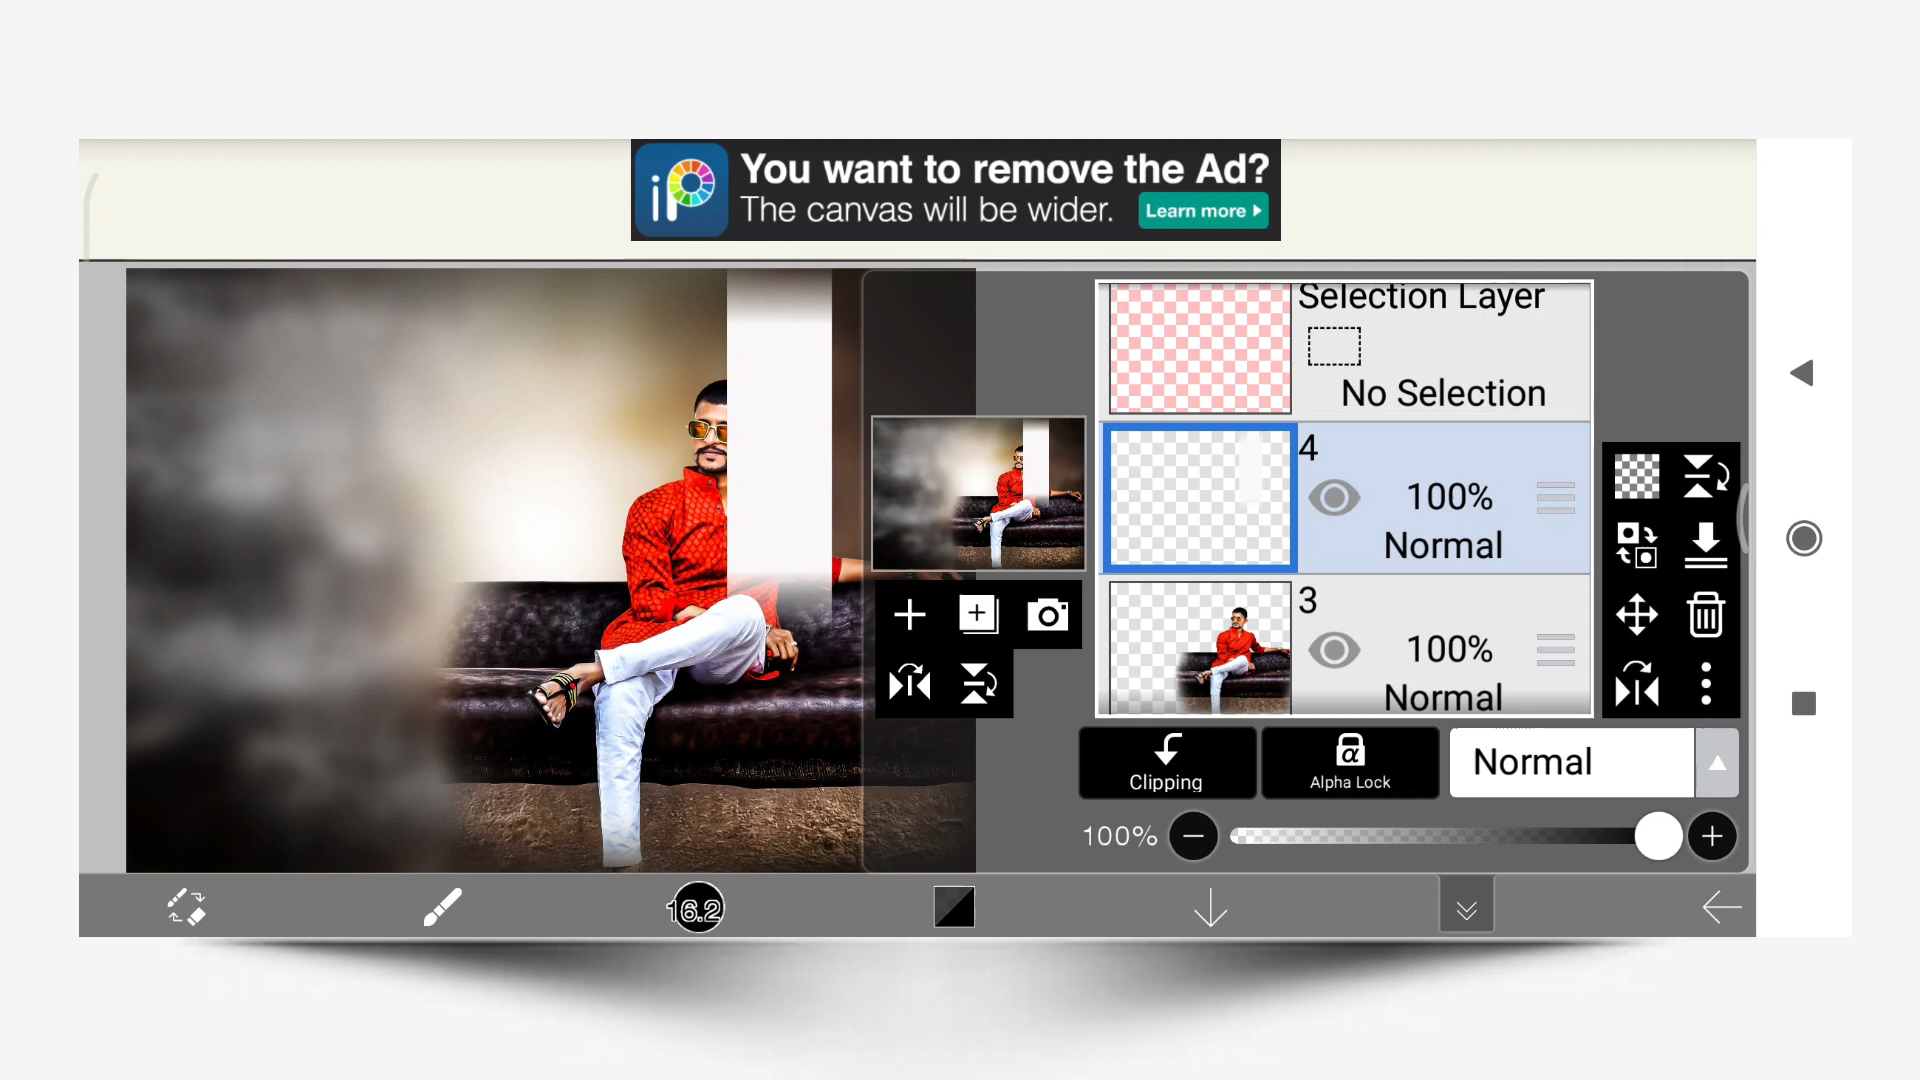 iP
You want to remove the Ad?
The canvas will be wider.
Learn more
Selection Layer
No Selection
4
100%
Normal
3
100%
Normal
Clipping
α
Alpha Lock
Normal
100%
16.2